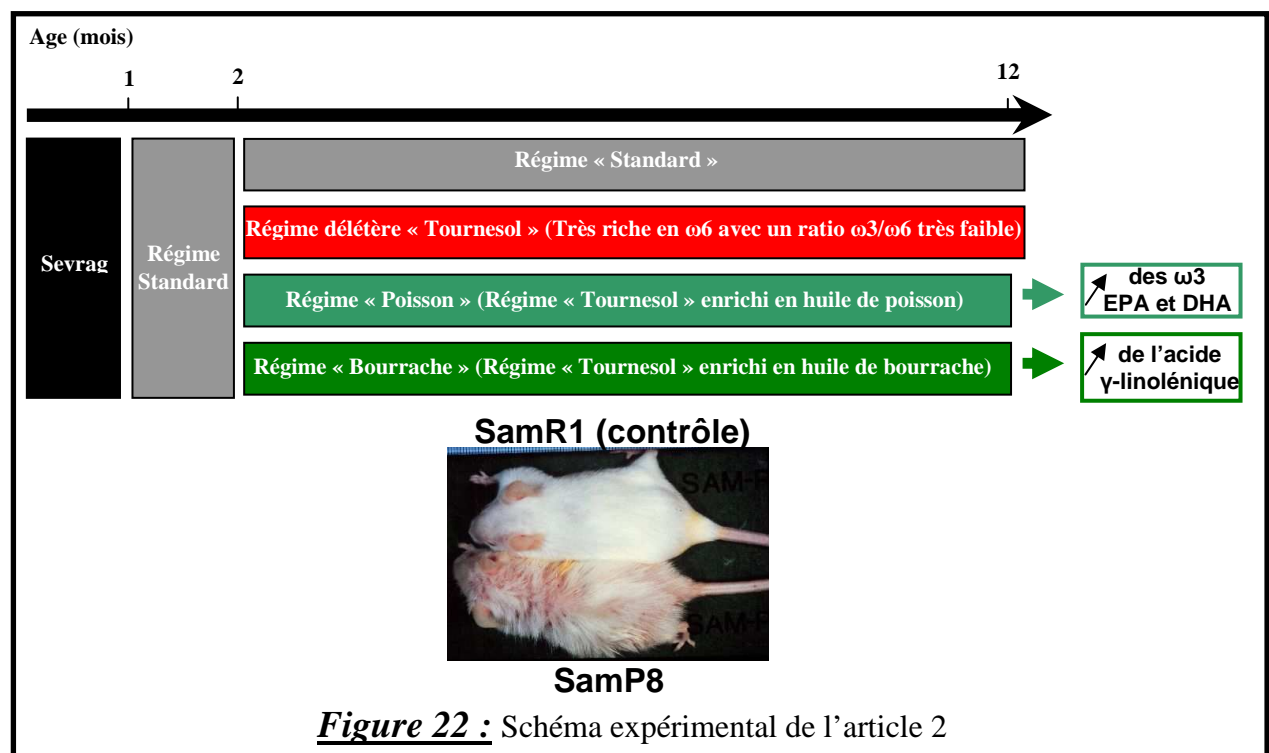 Age (mois)
1 2 12
Sevrag
Régime
Standard
Régime « Standard »
Régime délétère « Tournesol » (Très riche en ω6 avec un ratio ω3/ω6 très faible)
Régime « Poisson » (Régime « Tournesol » enrichi en huile de poisson)
des ω3
EPA et DHA
Régime « Bourrache » (Régime « Tournesol » enrichi en huile de bourrache)
de l'acide
γ-linolénique
SamR1 (contrôle)
SAM-R
SAM-P
SamP8
Figure 22 : Schéma expérimental de l'article 2